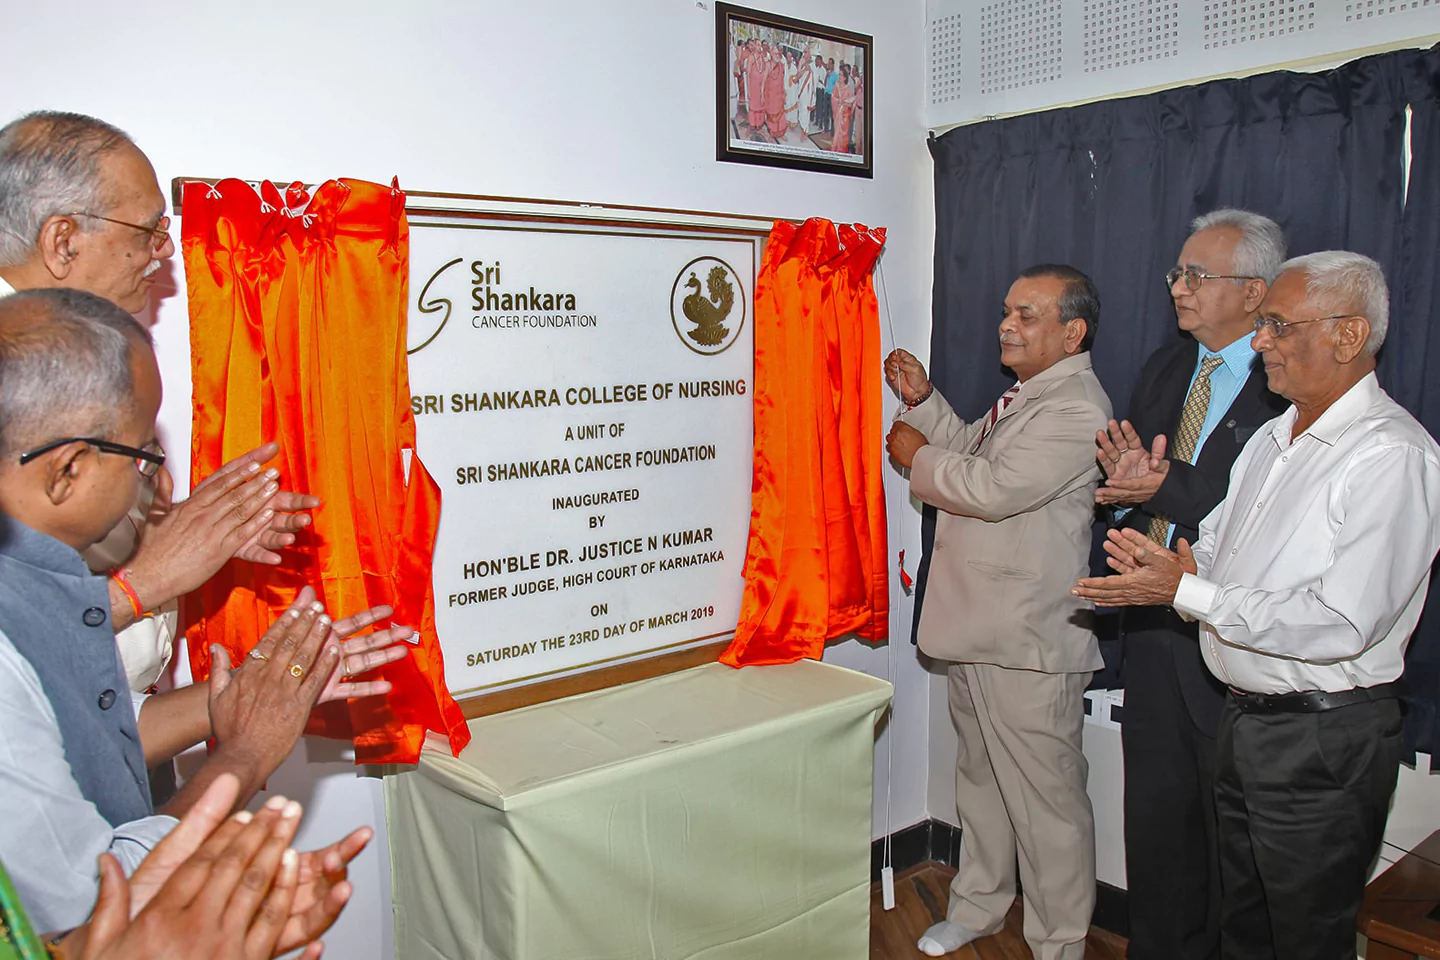 Sri
Shankara
CANCER FOUNDATION
SRI SHANKARA COLLEGE OF NURSING
A UNIT OF
SRI SHANKARA CANCER FOUNDATION
INAUGURATED
BY
HON'BLE DR. JUSTICE N KUMAR
FORMER JUDGE, HIGH COURT OF KARNATAKA
ON
SATURDAY THE 23RD DAY OF MARCH 2019